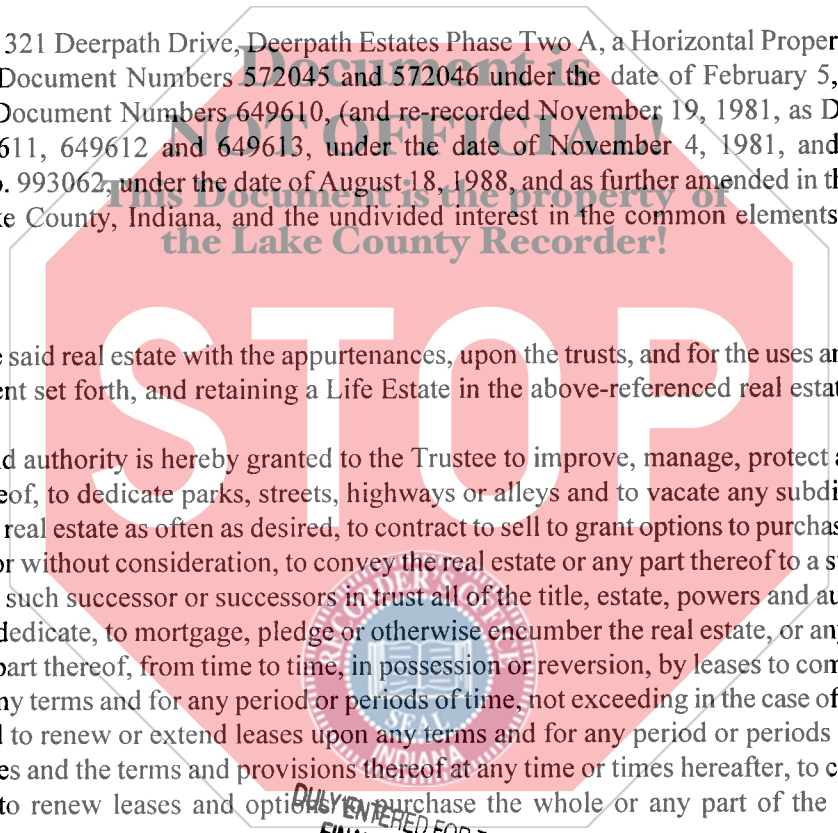 321 Deerpath Drive, Deerpath Estates Phase Two A, a Horizontal Proper
Document Numbers 572045 and 572046 under the date of February 5,
Document Numbers 649610, (and re-recorded November 19, 1981, as D
611, 649612 and 649613, under the date of November 4, 1981, and
. 993062, under the date of August 18, 1988, and as further amended in th
ke County, Indiana, and the undivided interest in the common elements
Document is
NOT OFFICIAL!
This Document is the property of
the Lake County Recorder!
STOP
e said real estate with the appurtenances, upon the trusts, and for the uses an
ent set forth, and retaining a Life Estate in the above-referenced real estat
d authority is hereby granted to the Trustee to improve, manage, protect a
eof, to dedicate parks, streets, highways or alleys and to vacate any subdi
real estate as often as desired, to contract to sell to grant options to purchas
or without consideration, to convey the real estate or any part thereof to a s
such successor or successors in trust all of the title, estate, powers and au
dedicate, to mortgage, pledge or otherwise encumber the real estate, or any
part thereof, from time to time, in possession or reversion, by leases to com
ny terms and for any period or periods of time, not exceeding in the case of
to renew or extend leases upon any terms and for any period or periods
es and the terms and provisions thereof at any time or times hereafter, to c
to renew leases and options purchase the whole or any part of the
RECORDER'S OFFICE
SEAL
INDIANA
DULY ENTERED FOR